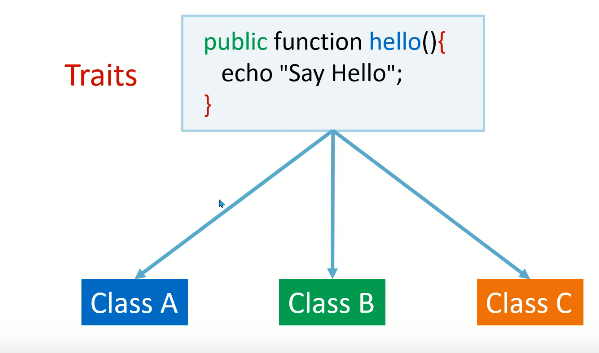 Traits
public function hello(){
echo "Say Hello";
}
Class A
Class B
Class C